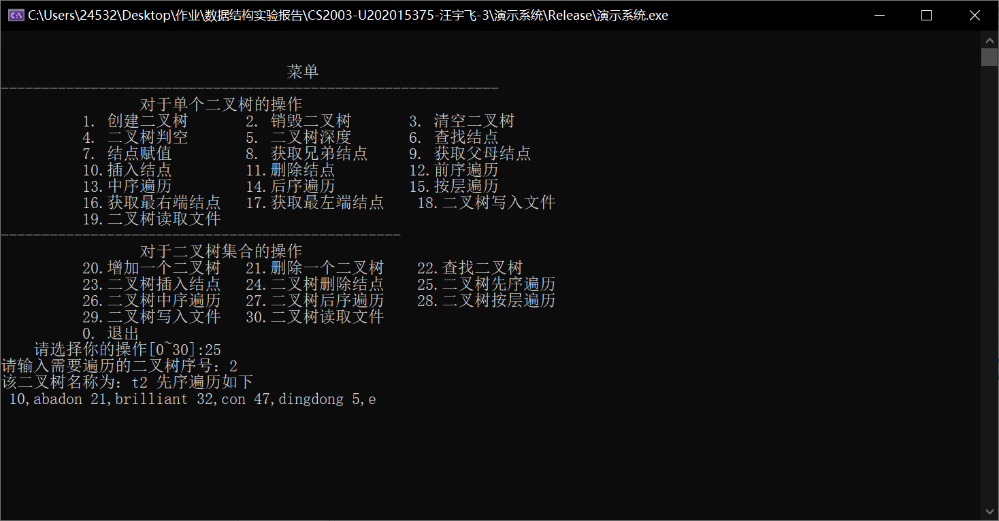 C:\Users\24532\Desktop\作业\数据结构实验报告\CS2003-U202015375-汪宇飞-3\演示系统\Release\演示系统.exe
菜单
-------------------------------------------------------------
对于单个二叉树的操作
1. 创建二叉树 2. 销毁二叉树 3. 清空二叉树
4. 二叉树判空 5. 二叉树深度 6. 查找结点
7. 结点赋值 8. 获取兄弟结点 9. 获取父母结点
10.插入结点 11.删除结点 12.前序遍历
13.中序遍历 14.后序遍历 15.按层遍历
16.获取最右端结点 17.获取最左端结点 18.二叉树写入文件
19.二叉树读取文件
-------------------------------------------------
对于二叉树集合的操作
20.增加一个二叉树 21.删除一个二叉树 22.查找二叉树
23.二叉树插入结点 24.二叉树删除结点 25.二叉树先序遍历
26.二叉树中序遍历 27.二叉树后序遍历 28.二叉树按层遍历
29.二叉树写入文件 30.二叉树读取文件
0. 退出
请选择你的操作[0~30]:25
请输入需要遍历的二叉树序号：2
该二叉树名称为：t2 先序遍历如下
10,abadon 21,brilliant 32,con 47,dingdong 5,e